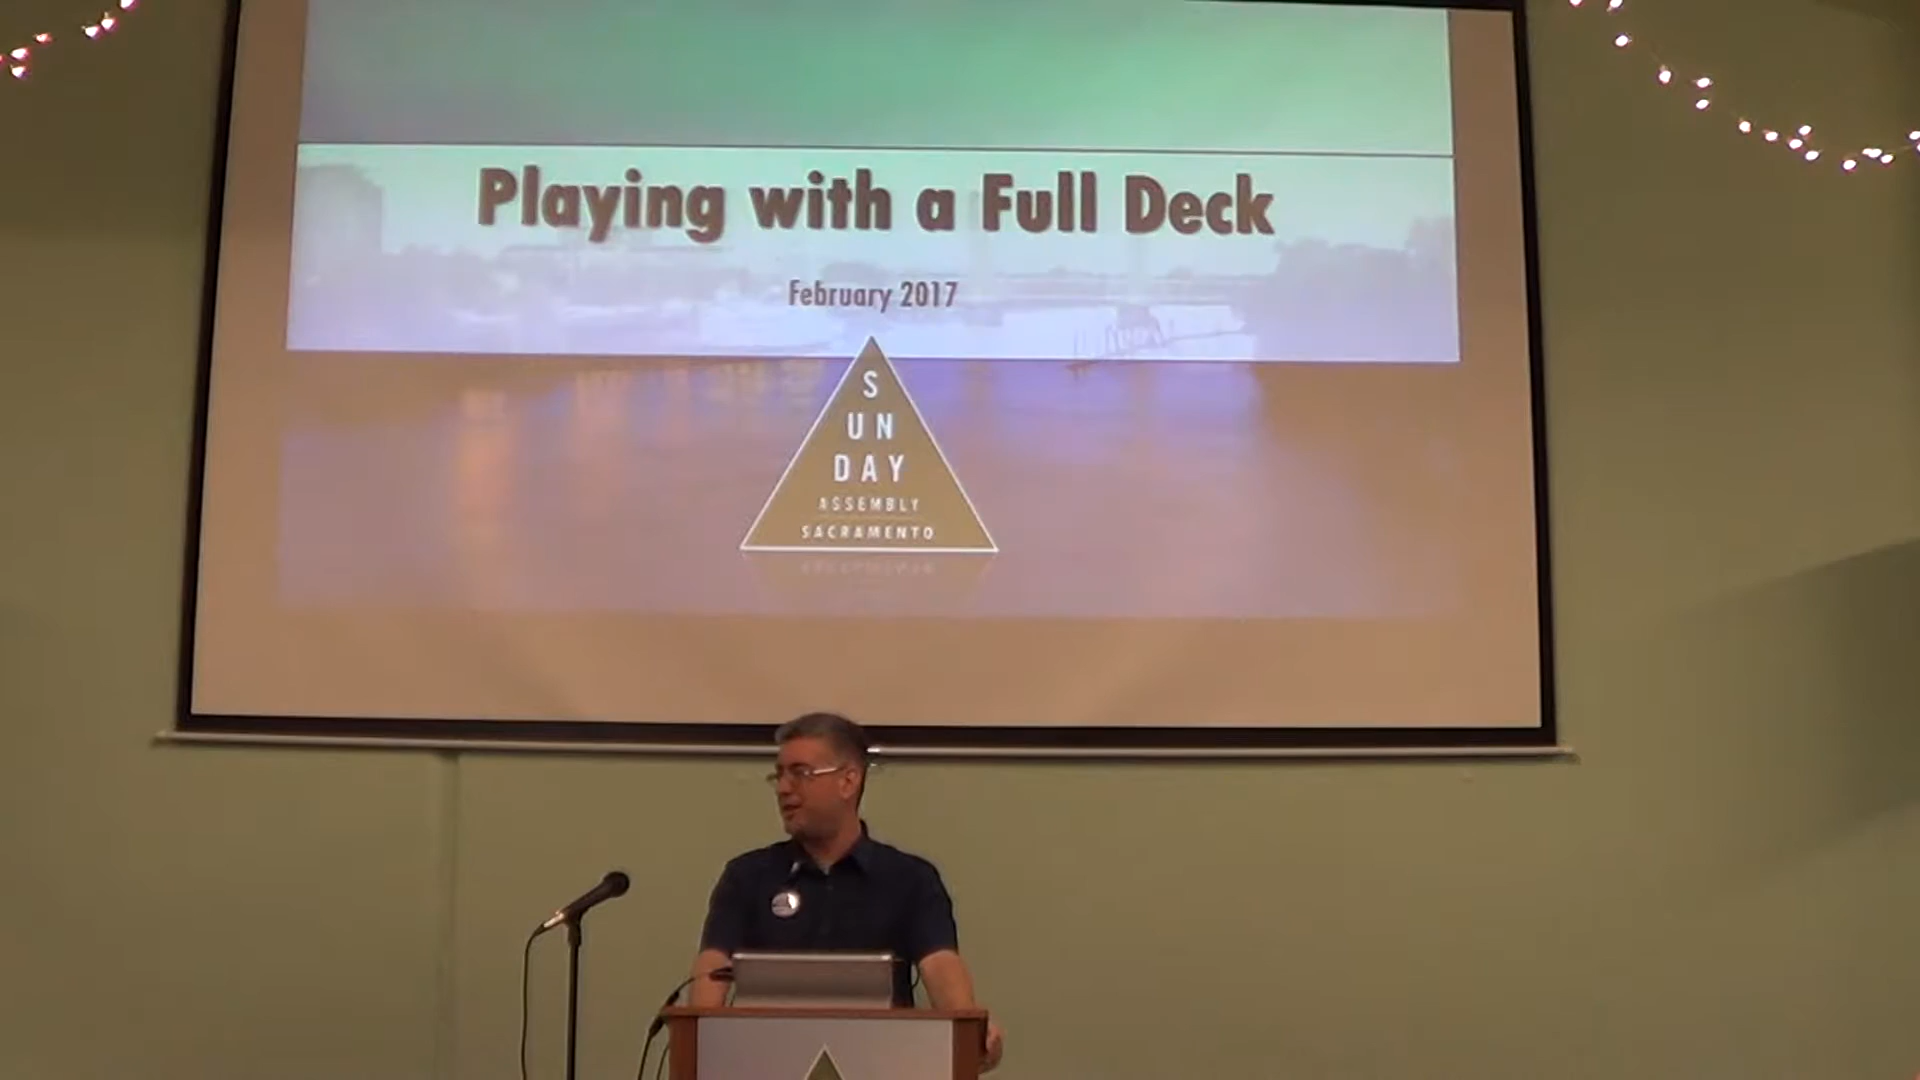 Playing with a Full Deck
February 2017
S
UN
DAY
ASSEMBLY
SACRAMENTO